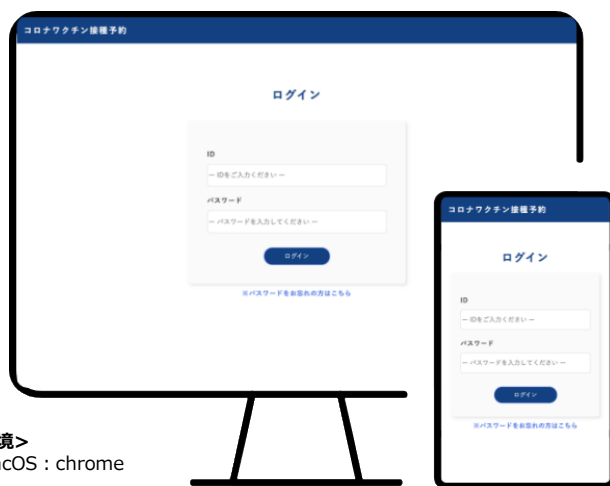 コロナワクチン接種予約
ログイン
ID
ー IDをご入力ください ー
パスワード
ー パスワードを入力してください ー
ログイン
※パスワードをお忘れの方はこちら
コロナワクチン接種予約
ログイン
ID
ー IDをご入力ください ー
パスワード
ー パスワードを入力してください ー
ログイン
※パスワードをお忘れの方はこちら
境>
acOS：chrome